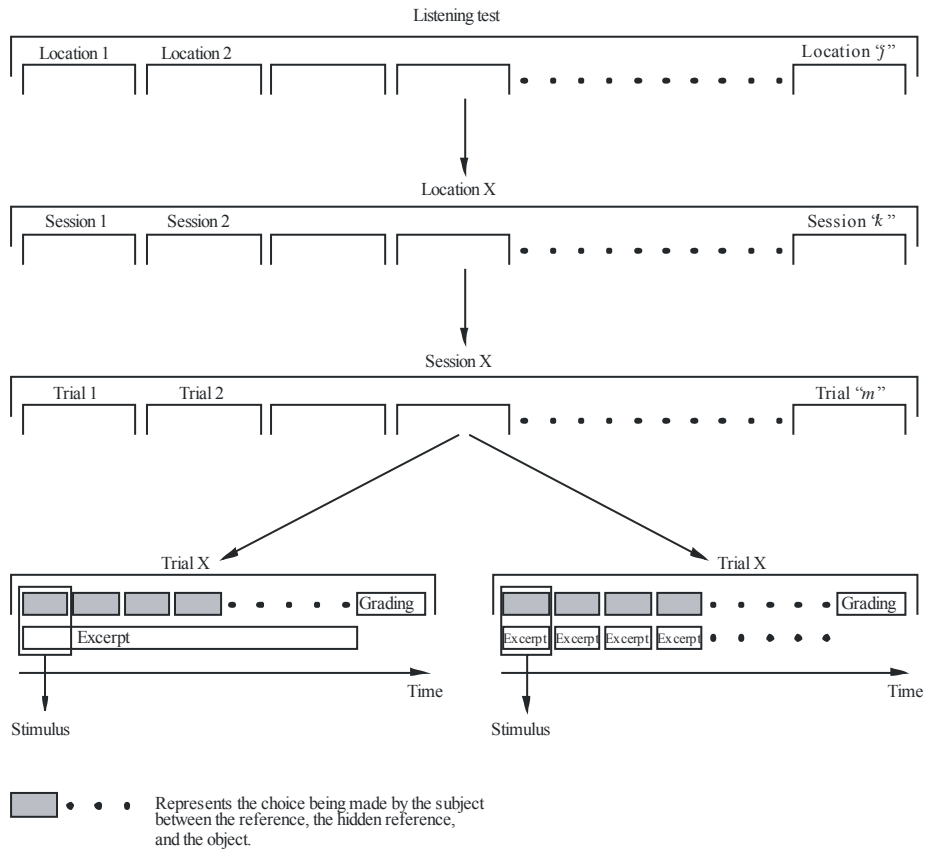 Listening test
Location 1 Location 2 Location “j”
Location X
Session 1 Session 2 Session “k”
Session X
Trial 1 Trial 2 Trial “m”
Trial X Trial X
Grading Grading
Excerpt Excerpt Excerpt Excerpt Excerpt
Time Time
Stimulus Stimulus
Represents the choice being made by the subject
between the reference, the hidden reference,
and the object.